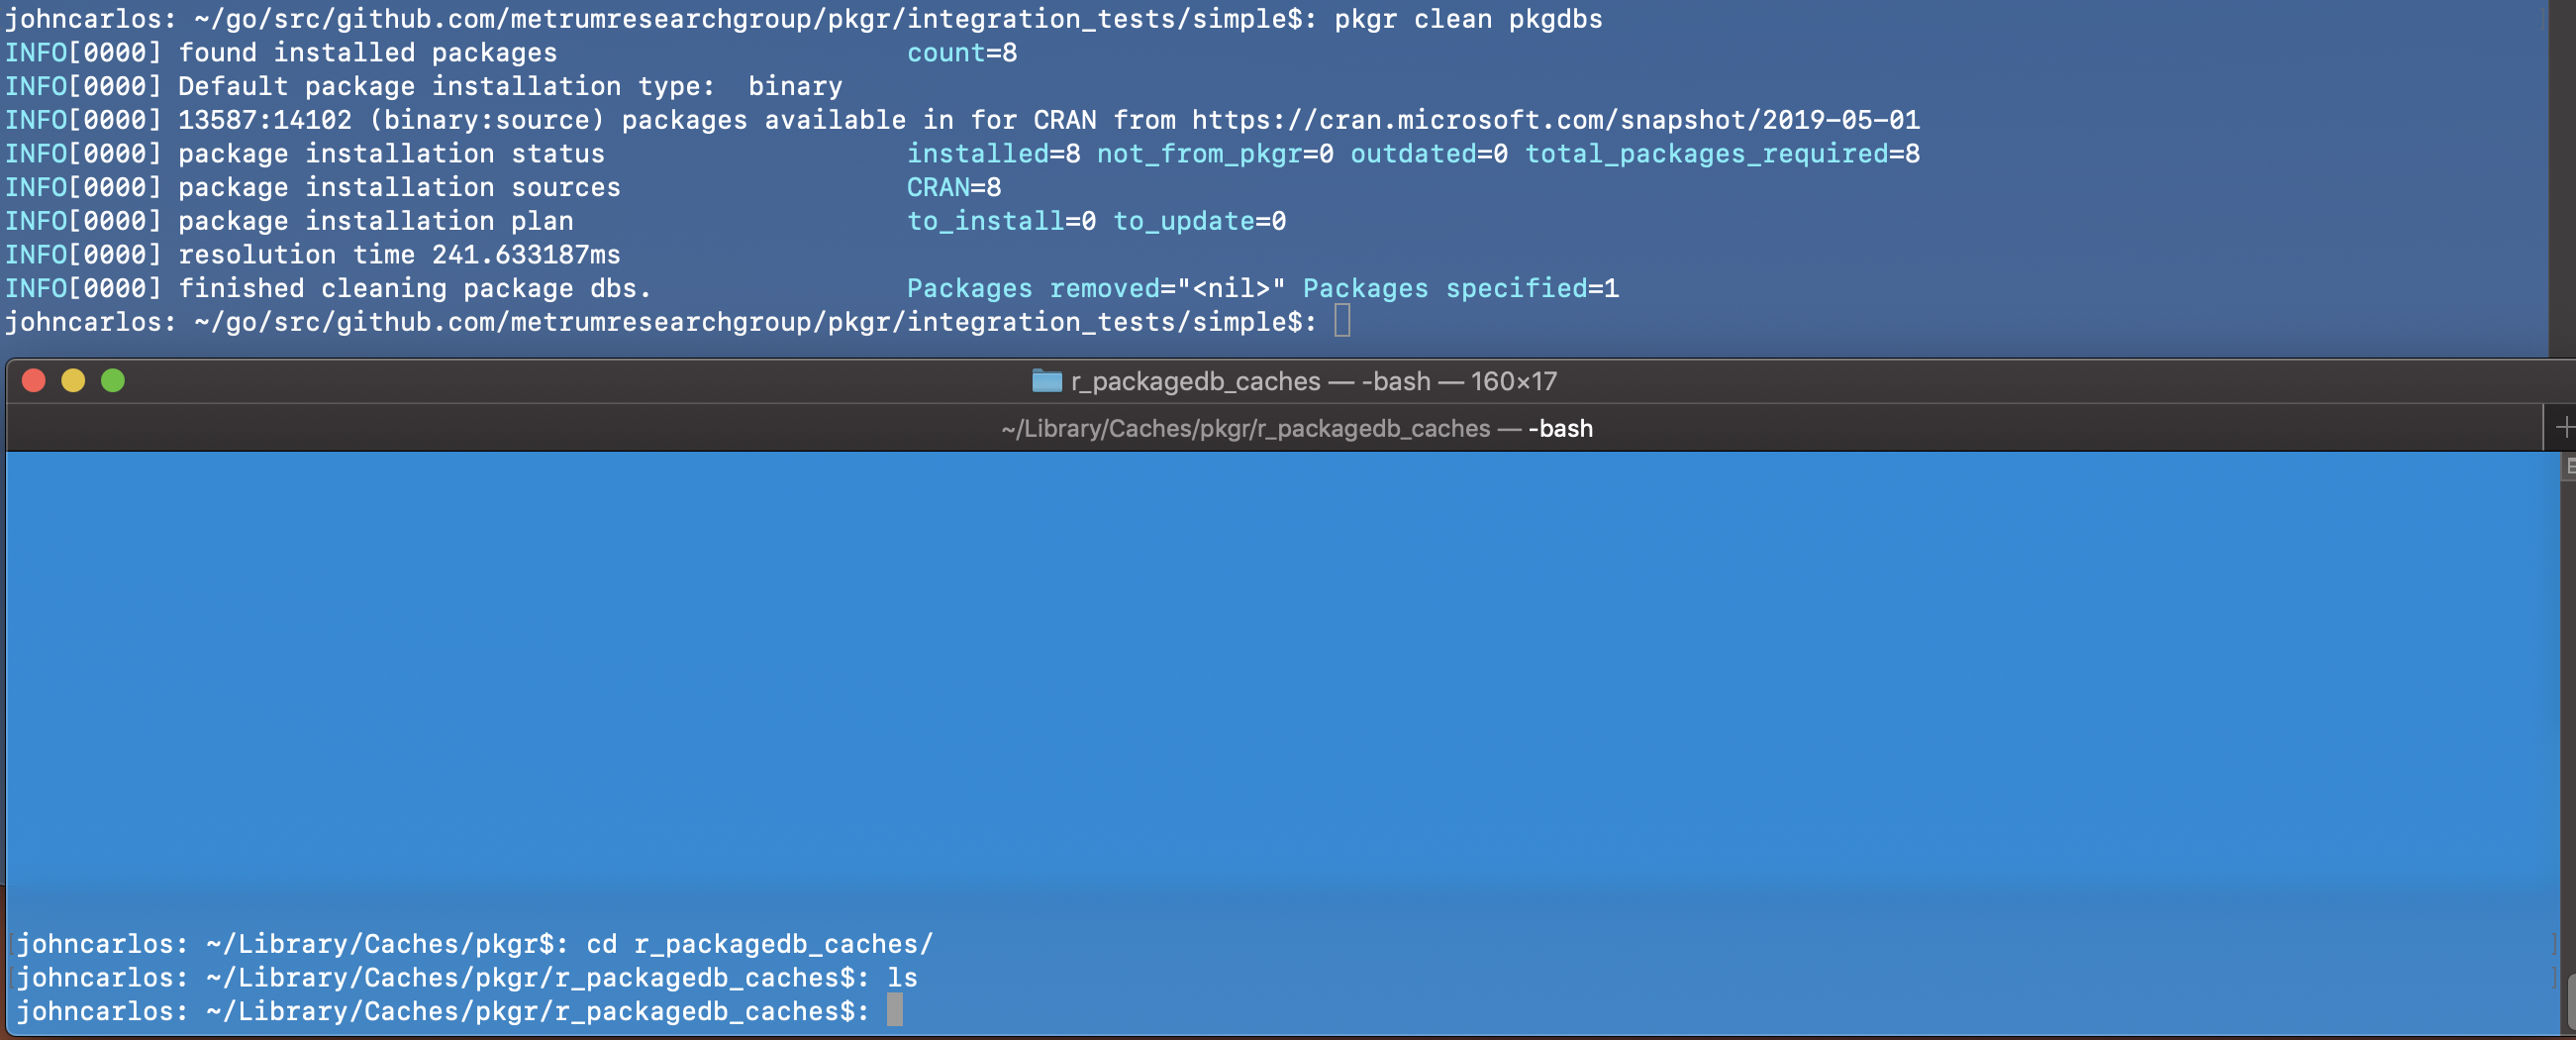 johncarlos: ~/go/src/github.com/metrumresearchgroup/pkgr/integration_tests/simple$: pkgr clean pkgdbs
INFO[0000] found installed packages count=8
INFO[0000] Default package installation type:  binary
INFO[0000] 13587:14102 (binary:source) packages available in for CRAN from https://cran.microsoft.com/snapshot/2019-05-01
INFO[0000] package installation status installed=8 not_from_pkgr=0 outdated=0 total_packages_required=8
INFO[0000] package installation sources CRAN=8
INFO[0000] package installation plan to_install=0 to_update=0
INFO[0000] resolution time 241.633187ms
INFO[0000] finished cleaning package dbs. Packages removed="<nil>" Packages specified=1
johncarlos: ~/go/src/github.com/metrumresearchgroup/pkgr/integration_tests/simple$:
r_packagedb_caches — -bash — 160×17
~/Library/Caches/pkgr/r_packagedb_caches — -bash
[johncarlos: ~/Library/Caches/pkgr$: cd r_packagedb_caches/ ]
[johncarlos: ~/Library/Caches/pkgr/r_packagedb_caches$: ls ]
johncarlos: ~/Library/Caches/pkgr/r_packagedb_caches$: